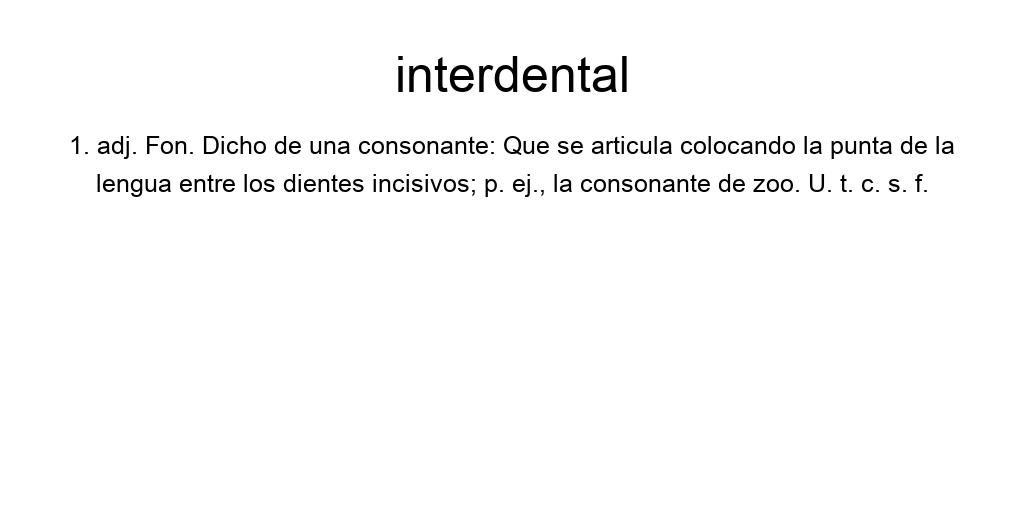 interdental
1. adj. Fon. Dicho de una consonante: Que se articula colocando la punta de la
lengua entre los dientes incisivos; p. ej., la consonante de zoo. U. t. c. s. f.